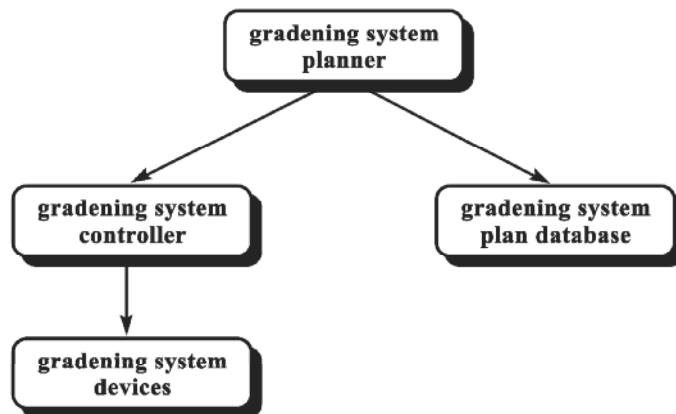 gradening system
planner
gradening system
controller
gradening system
plan database
gradening system
devices